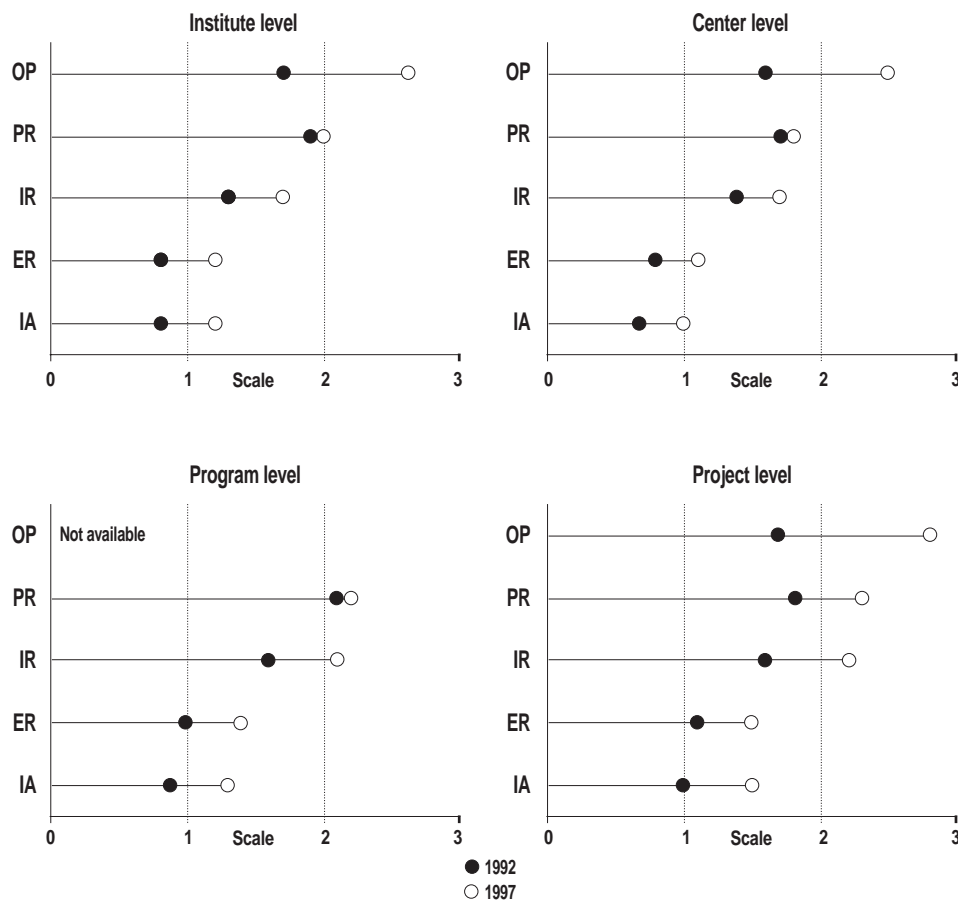 Institute level
OP
PR
IR
ER
IA
0 1 Scale 2 3
Center level
OP
PR
IR
ER
IA
0 1 Scale 2 3
Program level
OP Not available
PR
IR
ER
IA
0 Scale 1 2 3
Project level
OP
PR
IR
ER
IA
0 1 Scale 2 3
1992
1997